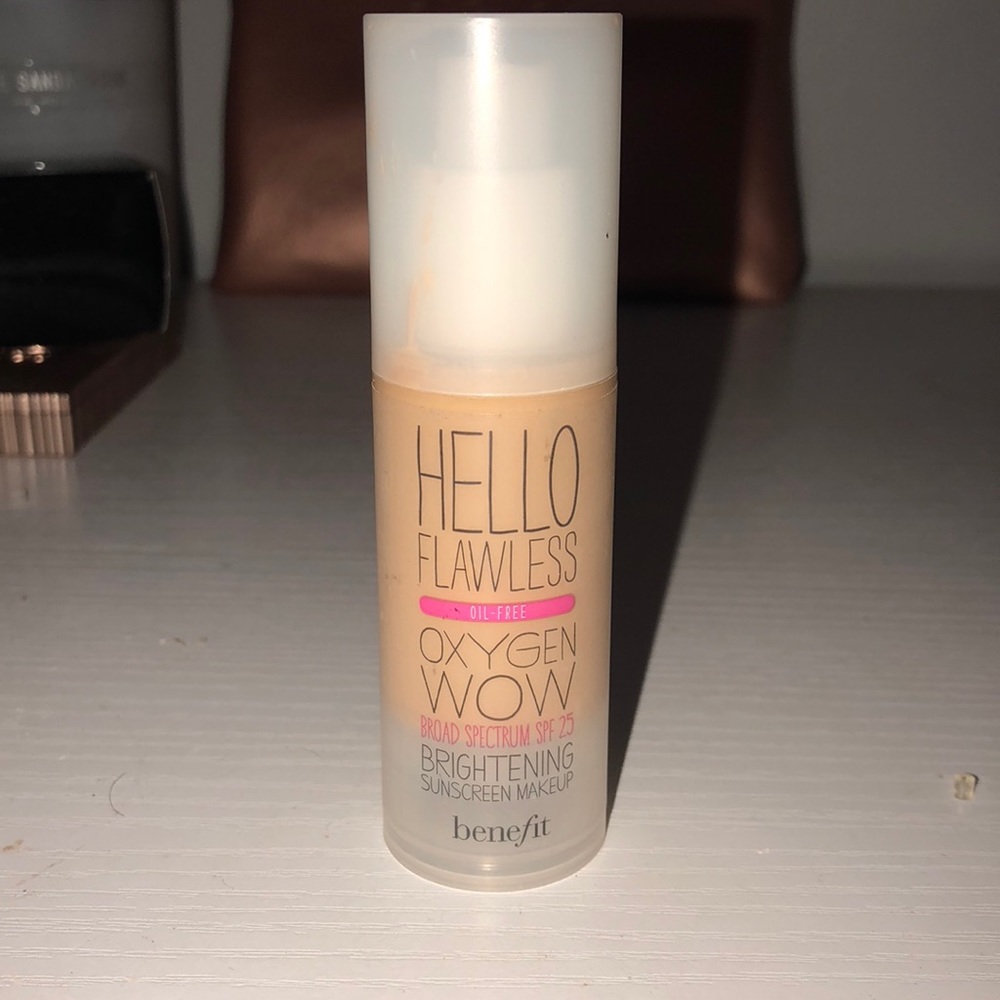 HELLO
FLAWLESS
OIL-FREE
OXYGEN
WOW
BROAD SPECTRUM SPF 25
BRIGHTENING
SUNSCREEN MAKEUP
benefit